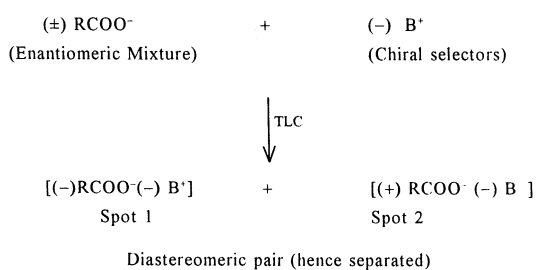 (±) RCOO⁻ + (−) B⁺
(Enantiomeric Mixture) (Chiral selectors)
TLC
[(−)RCOO⁻(−) B⁺] + [(+) RCOO⁻ (−) B ]
Spot 1 Spot 2
Diastereomeric pair (hence separated)